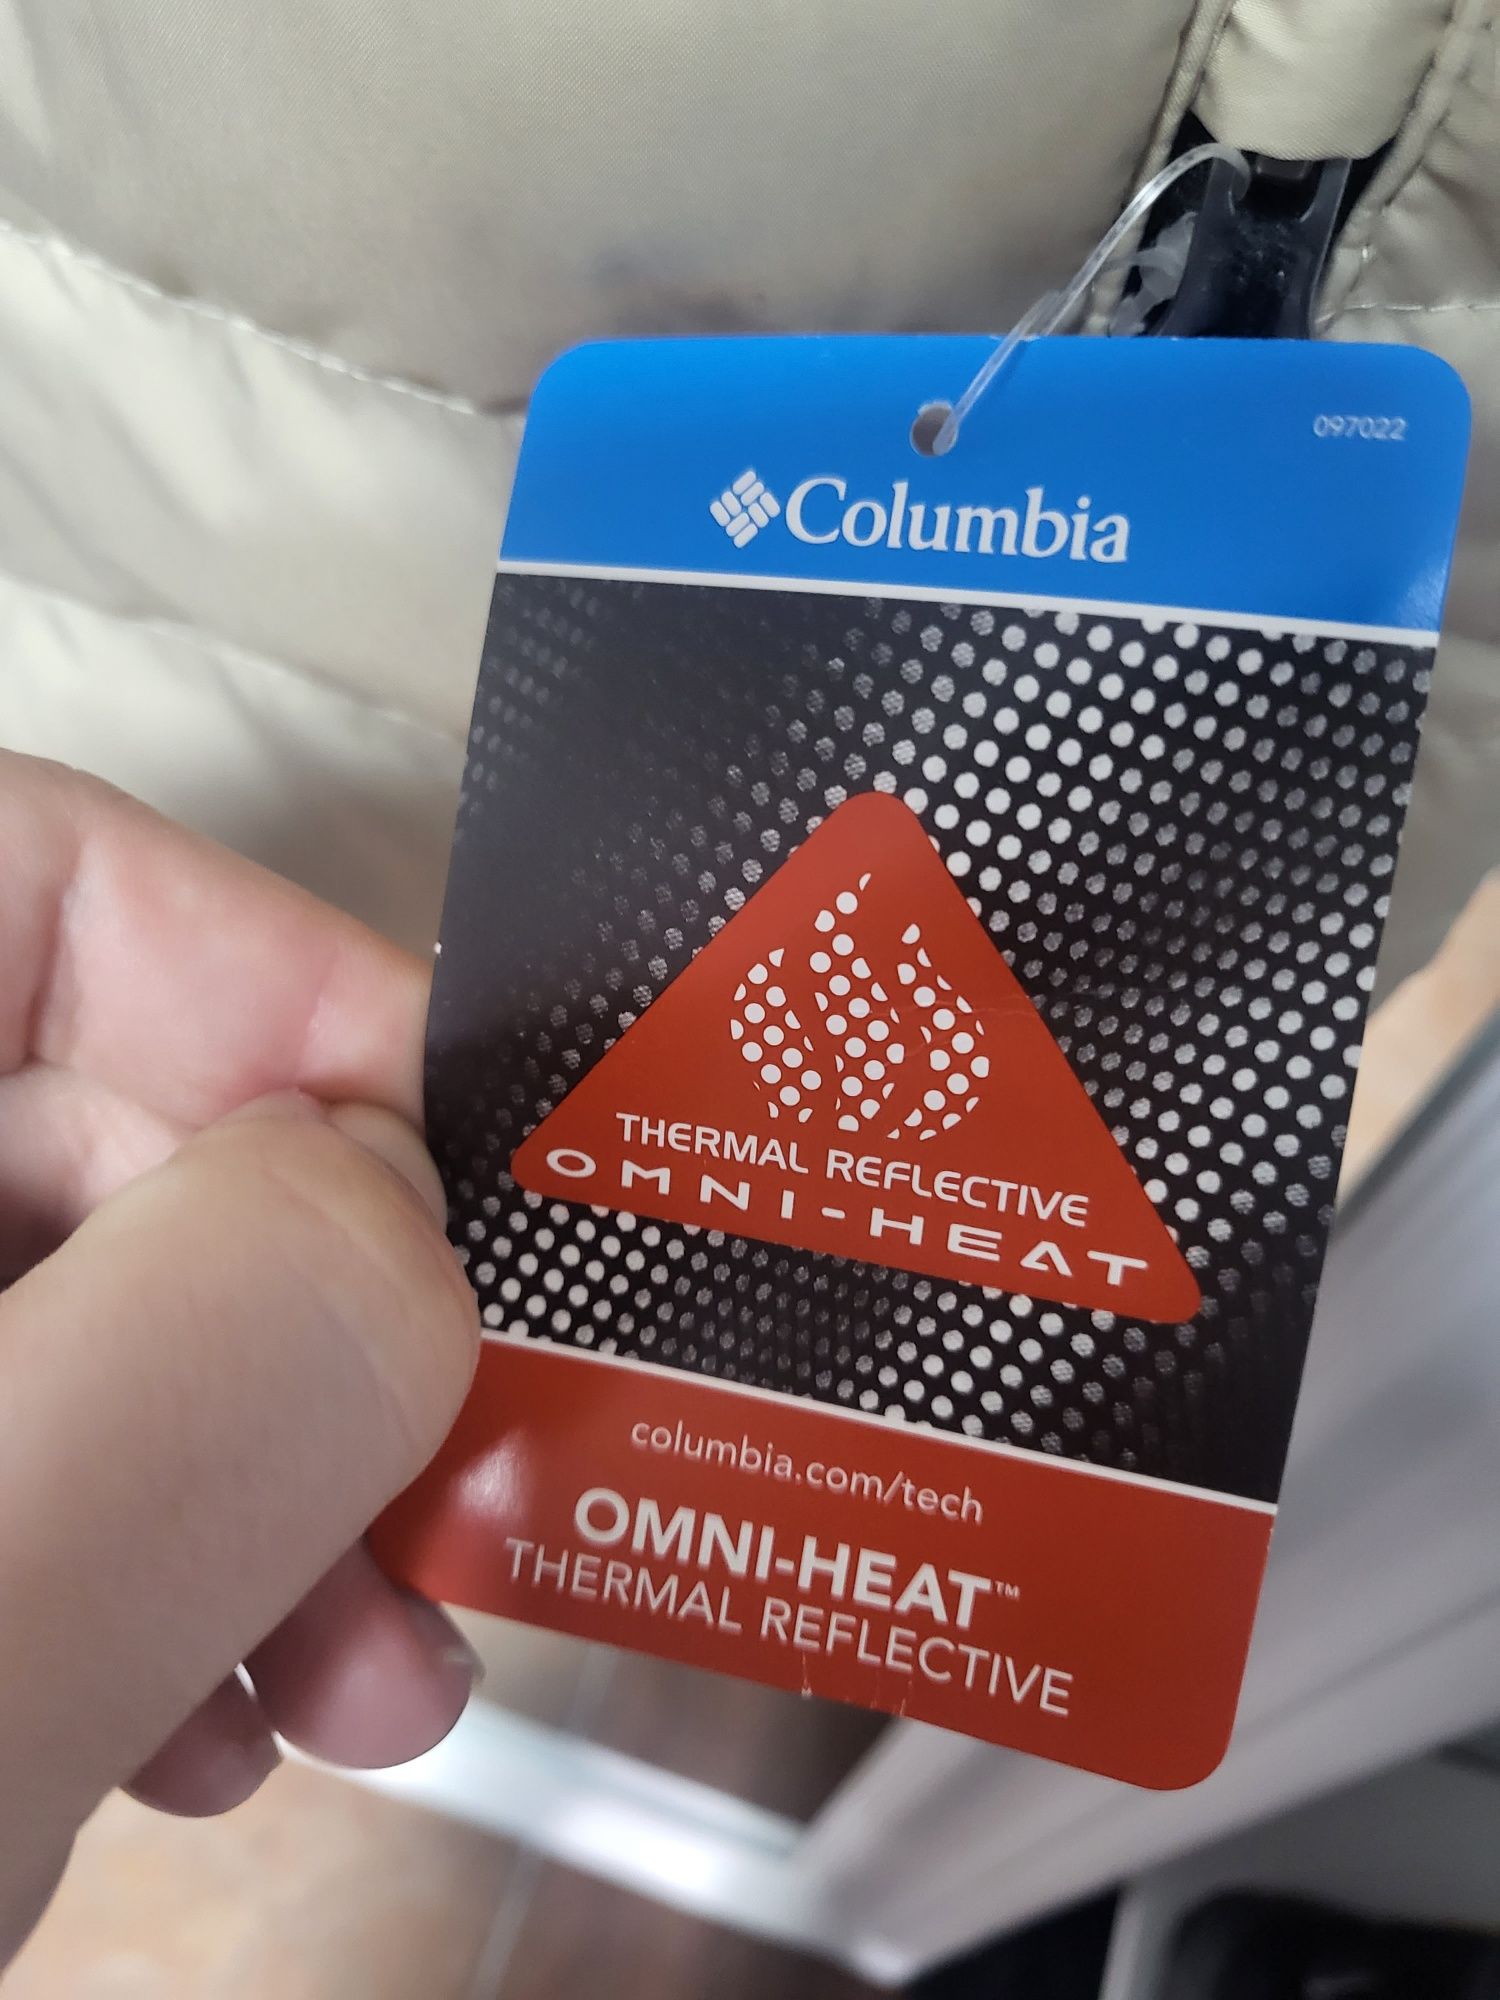 097022
Columbia
THERMAL REFLECTIVE
OMNI-HEAT
columbia.com/tech
OMNI-HEAT™
THERMAL REFLECTIVE